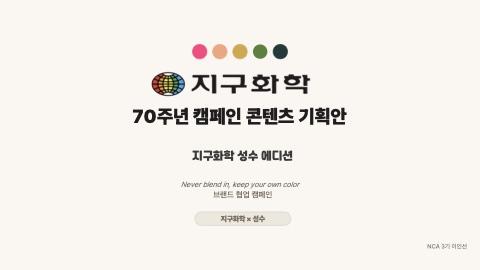 지구화학
70주년 캠페인 콘텐츠 기획안
지구화학 성수 에디션
Never blend in, keep your own color
브랜드 협업 캠페인
지구화학 × 성수
NCA 3기 이인선